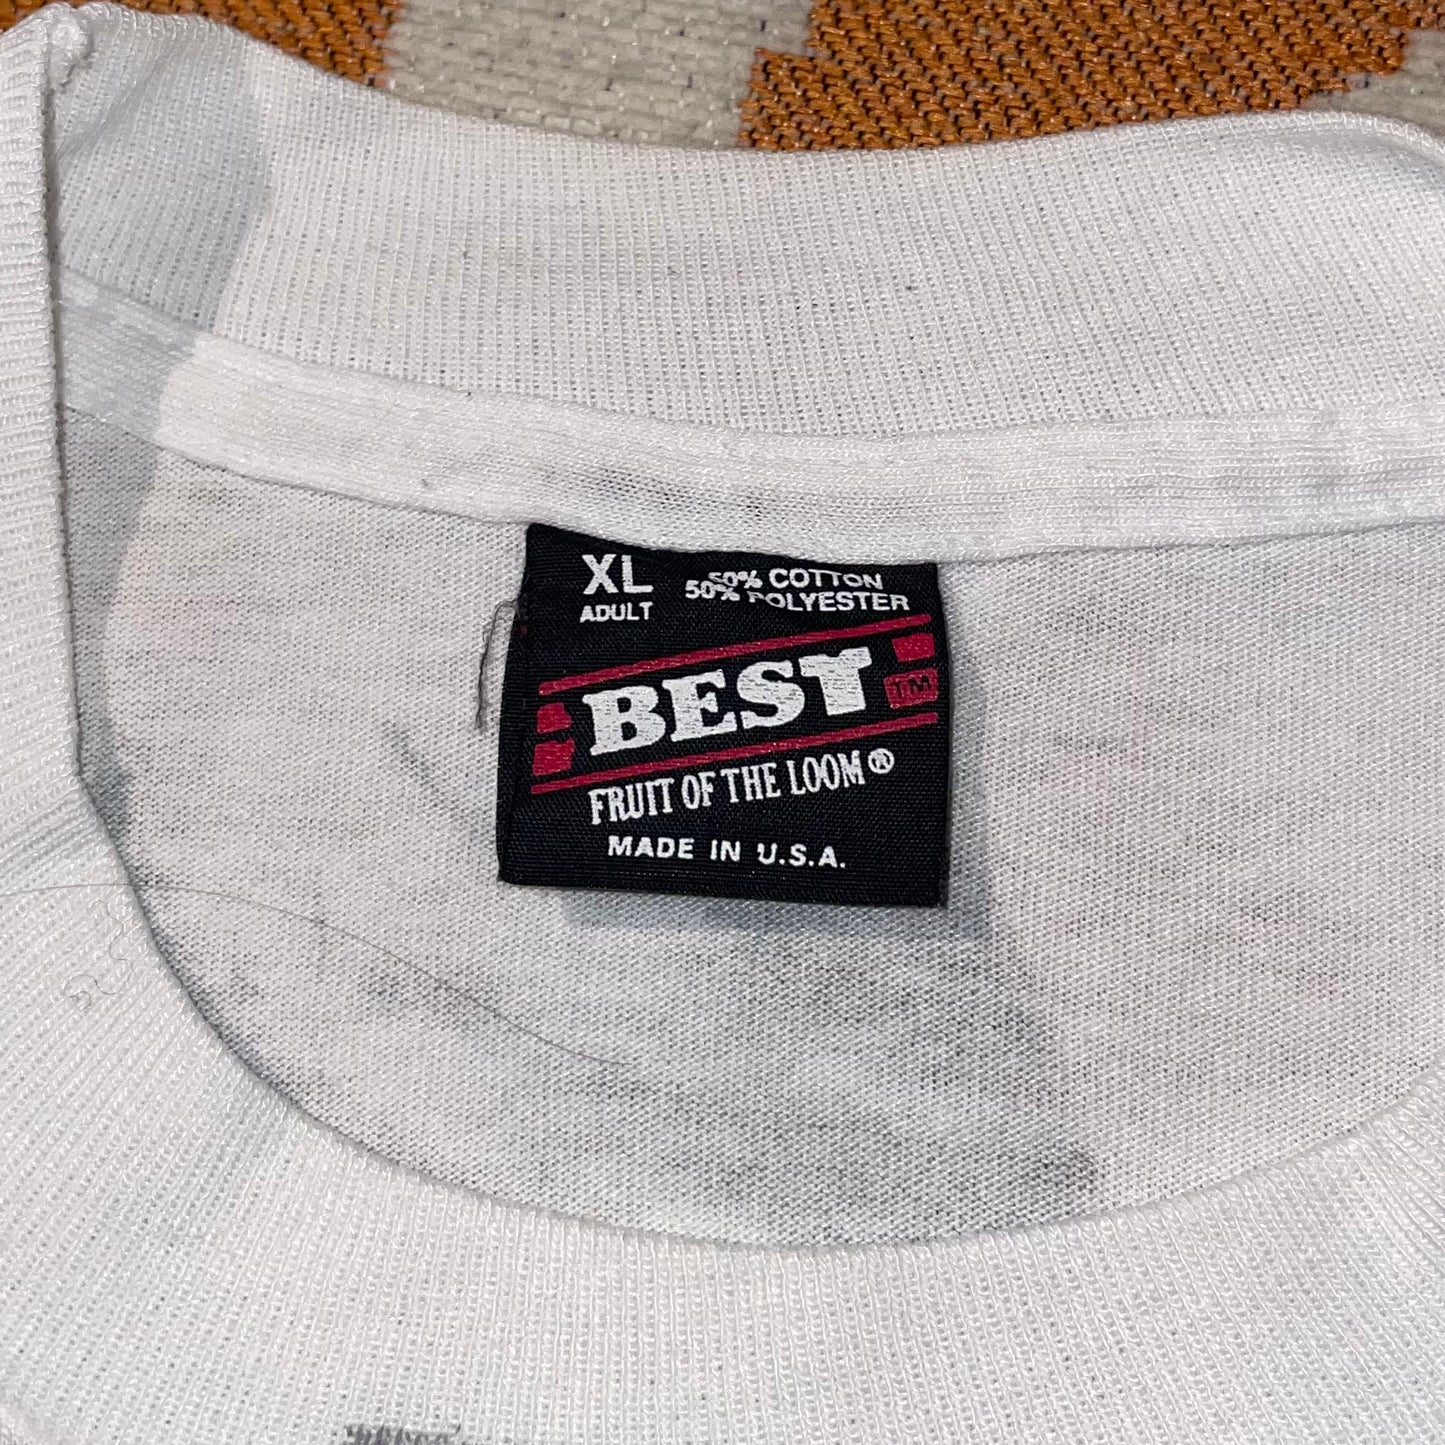 XL
ADULT
50% COTTON
50% POLYESTER
BEST TM
FRUIT OF THE LOOM®
MADE IN U.S.A.